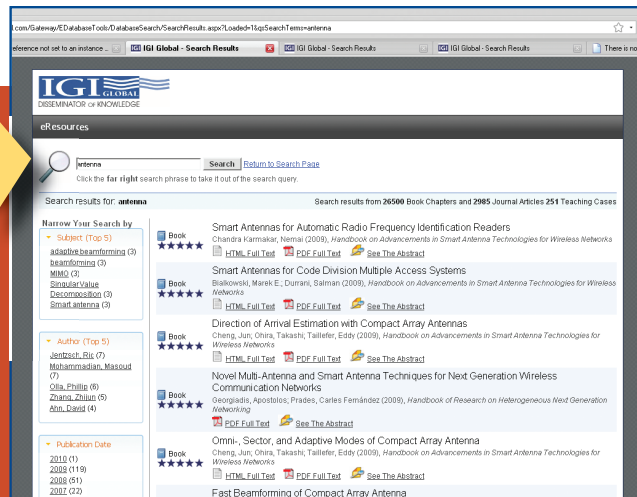 l.com/Gateway/EDatabaseTools/DatabaseSearch/SearchResults.aspx?Loaded=1&qsSearchTerms=antenna
eference not set to an instance ... IGI IGI Global - Search Results IGI IGI Global - Search Results IGI IGI Global - Search Results There is no
IGI GLOBAL
DISSEMINATOR OF KNOWLEDGE
eResources
antenna Search Return to Search Page
Click the far right search phrase to take it out of the search query.
Search results for: antenna Search results from 26500 Book Chapters and 2985 Journal Articles 251 Teaching Cases
Narrow Your Search by
Subject (Top 5)
adaptive beamforming (3)
beamforming (3)
MIMO (3)
Singular Value
Decomposition (3)
Smart antenna (3)
Author (Top 5)
Jentzsch, Ric (7)
Mohammadian, Masoud
(7)
Olla, Phillip (6)
Zhang, Zhijun (5)
Ahn, David (4)
Publication Date
2010 (1)
2009 (119)
2008 (51)
2007 (22)
Book
Smart Antennas for Automatic Radio Frequency Identification Readers
Chandra Karmakar, Nemai (2009), Handbook on Advancements in Smart Antenna Technologies for Wireless Networks
HTML Full Text PDF Full Text See The Abstract
Book
Smart Antennas for Code Division Multiple Access Systems
Bialkowski, Marek E.; Durrani, Salman (2009), Handbook on Advancements in Smart Antenna Technologies for Wireless
Networks
HTML Full Text PDF Full Text See The Abstract
Book
Direction of Arrival Estimation with Compact Array Antennas
Cheng, Jun; Ohira, Takashi; Taillefer, Eddy (2009), Handbook on Advancements in Smart Antenna Technologies for
Wireless Networks
HTML Full Text PDF Full Text See The Abstract
Book
Novel Multi-Antenna and Smart Antenna Techniques for Next Generation Wireless
Communication Networks
Georgiadis, Apostolos; Prades, Carles Fernández (2009), Handbook of Research on Heterogeneous Next Generation
Networking
PDF Full Text See The Abstract
Book
Omni-, Sector, and Adaptive Modes of Compact Array Antenna
Cheng, Jun; Ohira, Takashi; Taillefer, Eddy (2009), Handbook on Advancements in Smart Antenna Technologies for
Wireless Networks
HTML Full Text PDF Full Text See The Abstract
Fast Beamforming of Compact Array Antenna